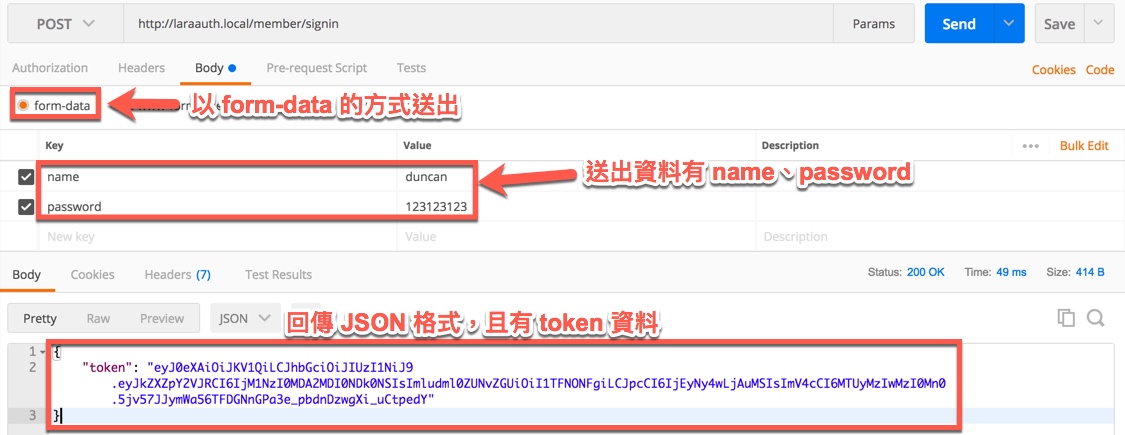 POST http://laraauth.local/member/signin Params Send Save
Authorization Headers Body Pre-request Script Tests Cookies Code
form-data 以 form-data 的方式送出
Key Value Description Bulk Edit
name duncan
送出資料有 name、password
password 123123123
New key Value Description
Body Cookies Headers (7) Test Results Status: 200 OK Time: 49 ms Size: 414 B
Pretty Raw Preview JSON
回傳 JSON 格式,且有 token 資料
1 {
2 "token": "eyJ0eXAiOiJKV1QiLCJhbGciOiJIUzI1NiJ9
.eyJkZXZpY2VJRCI6IjM1NzI0MDA2MDI0NDk0NSIsImludml0ZUNvZGUiOiI1TFNONFgiLCJpcCI6IjEyNy4wLjAuMSIsImV4cCI6MTUyMzIwMzI0Mn0
.5jv57JJymWa56TFDGNnGPa3e_pbdnDzwgXi_uCtpedY"
3 }